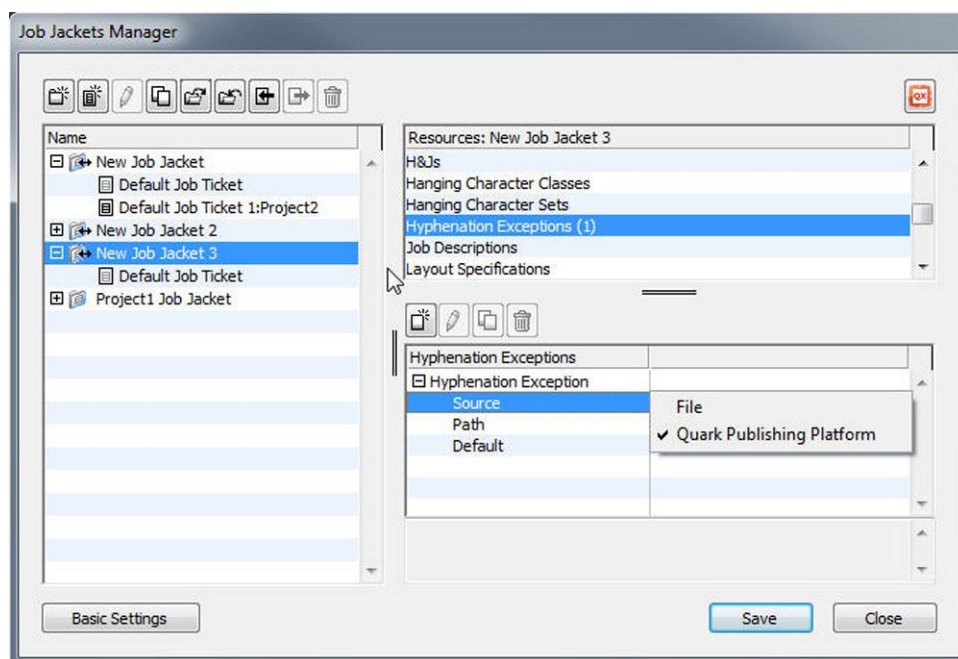 Job Jackets Manager
QX
Name
New Job Jacket
Default Job Ticket
Default Job Ticket 1:Project2
New Job Jacket 2
New Job Jacket 3
Default Job Ticket
Project1 Job Jacket
Resources: New Job Jacket 3
H&Js
Hanging Character Classes
Hanging Character Sets
Hyphenation Exceptions (1)
Job Descriptions
Layout Specifications
Hyphenation Exceptions
Hyphenation Exception
Source
Path
Default
File
Quark Publishing Platform
Basic Settings
Save
Close